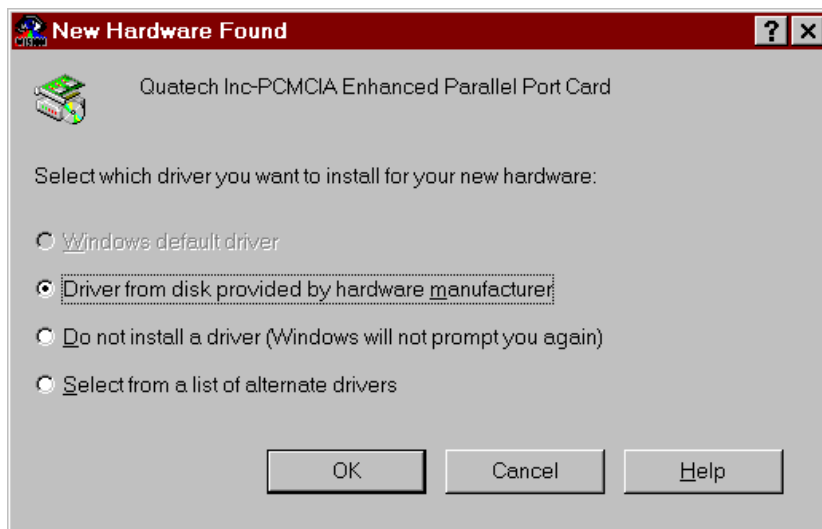 New Hardware Found
Quatech Inc-PCMCIA Enhanced Parallel Port Card
Select which driver you want to install for your new hardware:
Windows default driver
Driver from disk provided by hardware manufacturer
Do not install a driver (Windows will not prompt you again)
Select from a list of alternate drivers
OK Cancel Help